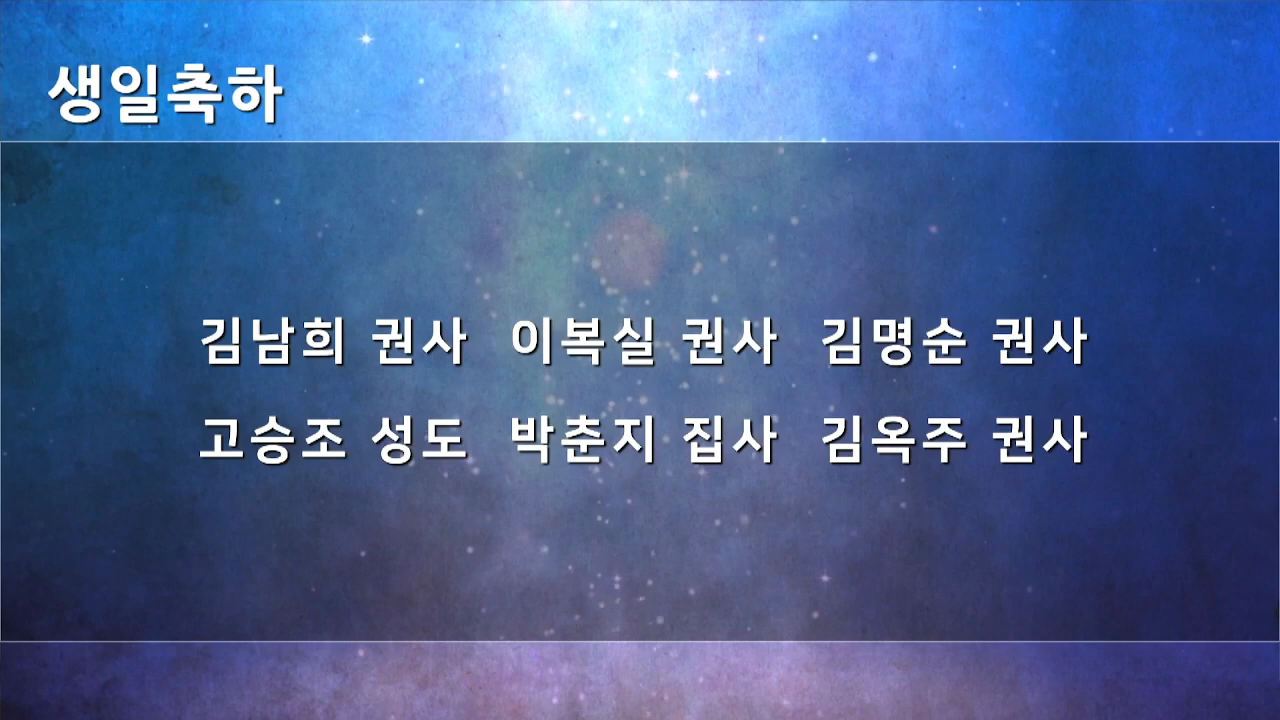 생일축하
김남희 권사 이복실 권사 김명순 권사
고승조 성도 박춘지 집사 김옥주 권사